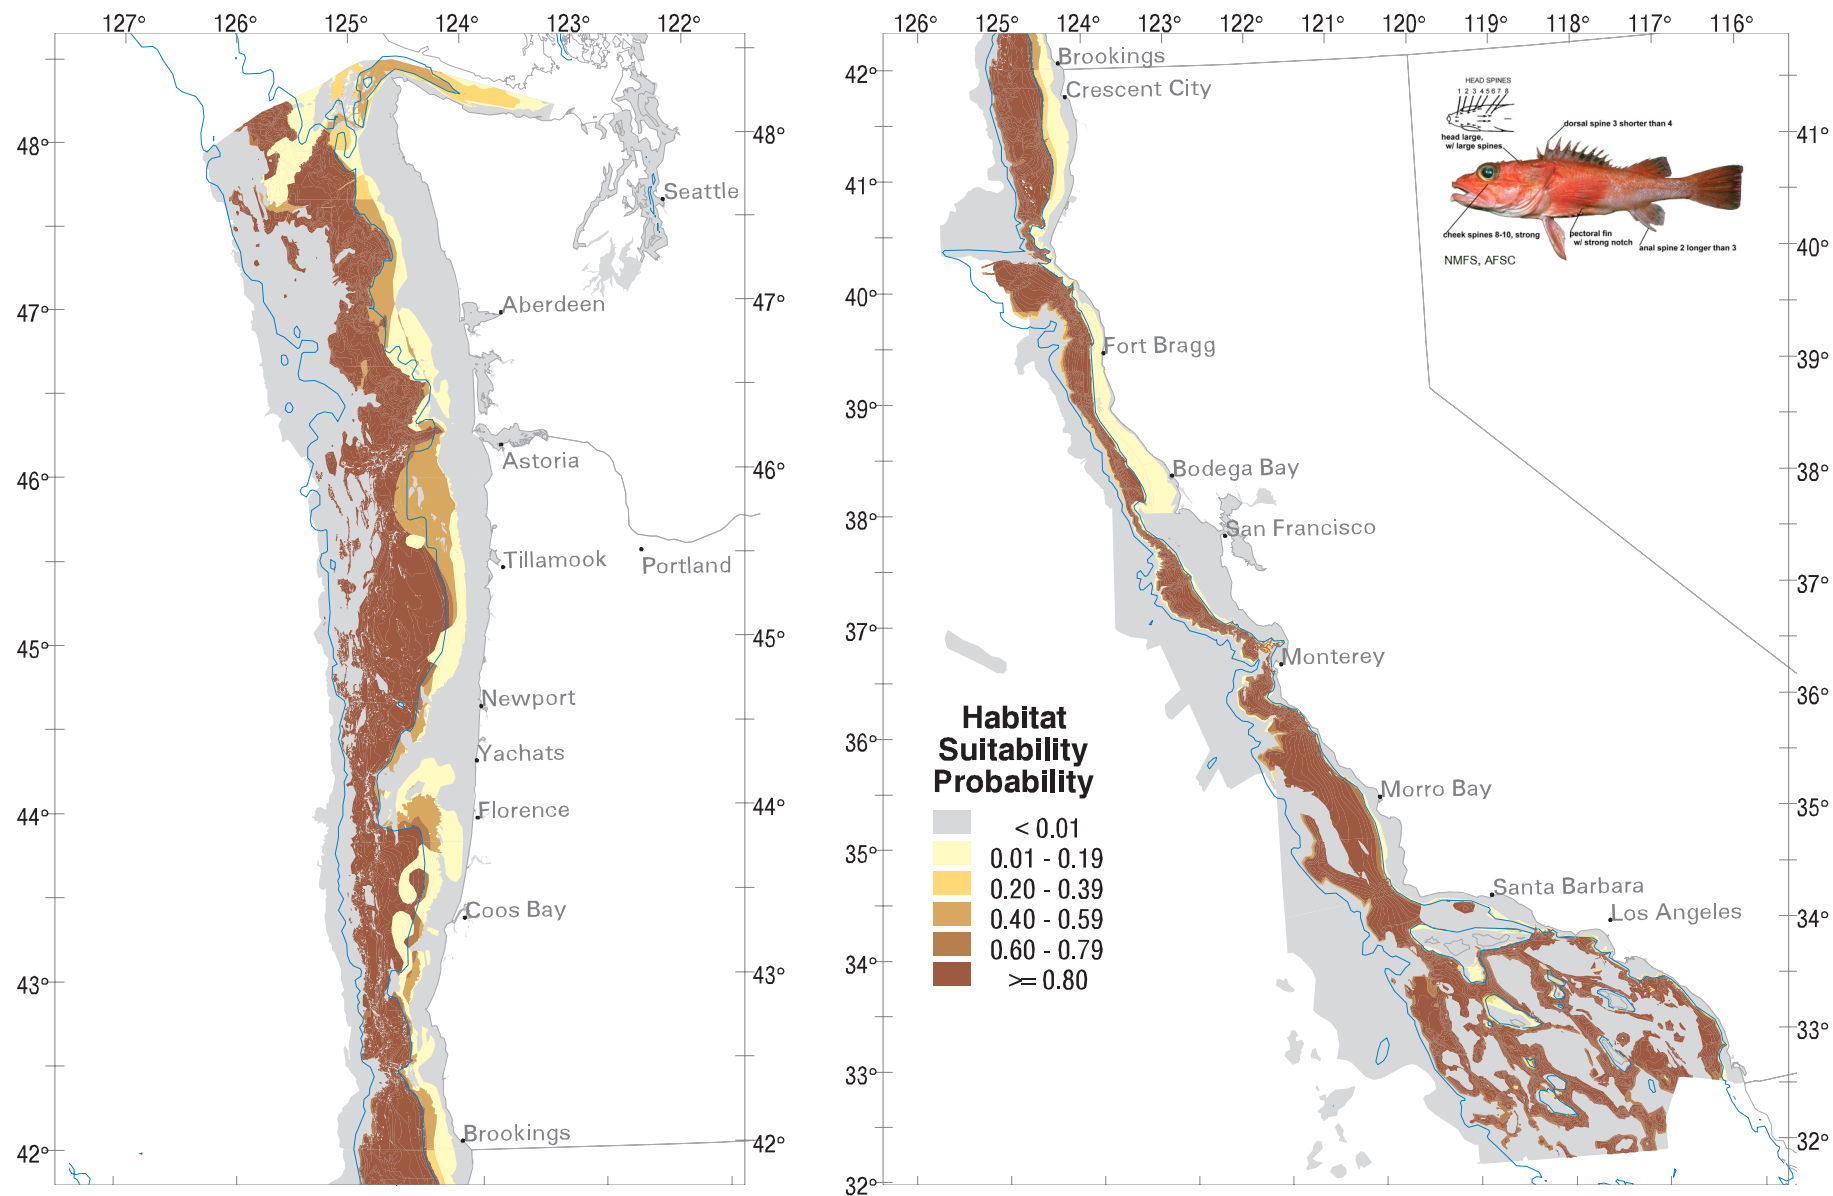 127°
126°
125°
124°
123°
122°
48°
47°
46°
45°
44°
43°
42°
48°
47°
46°
45°
44°
43°
42°
Seattle
Aberdeen
Astoria
Tillamook
Portland
Newport
Yachats
Florence
Coos Bay
Brookings
126°
125°
124°
123°
122°
121°
120°
119°
118°
117°
116°
42°
41°
40°
39°
38°
37°
36°
35°
34°
33°
32°
41°
40°
39°
38°
37°
36°
35°
34°
33°
32°
Brookings
Crescent City
Fort Bragg
Bodega Bay
San Francisco
Monterey
Morro Bay
Santa Barbara
Los Angeles
HEAD SPINES
1 2 3 4 5 6 7 8
dorsal spine 3 shorter than 4
head large,
w/ large spines
cheek spines 8-10, strong
pectoral fin
w/ strong notch
anal spine 2 longer than 3
NMFS, AFSC
Habitat
Suitability
Probability
< 0.01
0.01 - 0.19
0.20 - 0.39
0.40 - 0.59
0.60 - 0.79
>= 0.80